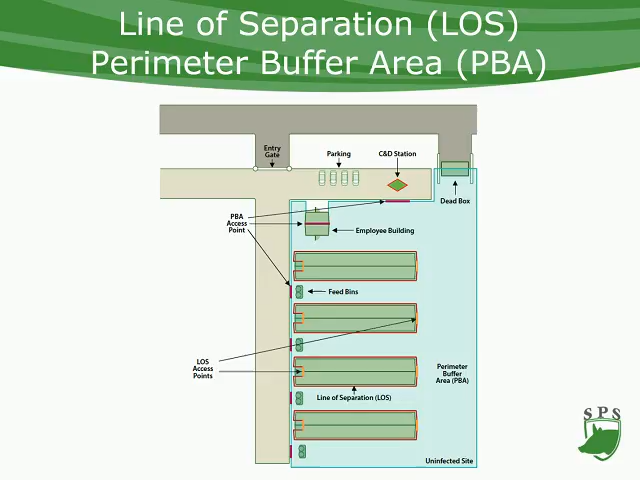 Line of Separation (LOS)
Perimeter Buffer Area (PBA)
Entry
Gate
Parking
C&D Station
Dead Box
PBA
Access
Point
Employee Building
Feed Bins
LOS
Access
Points
Line of Separation (LOS)
Perimeter
Buffer
Area (PBA)
Uninfected Site
SPS